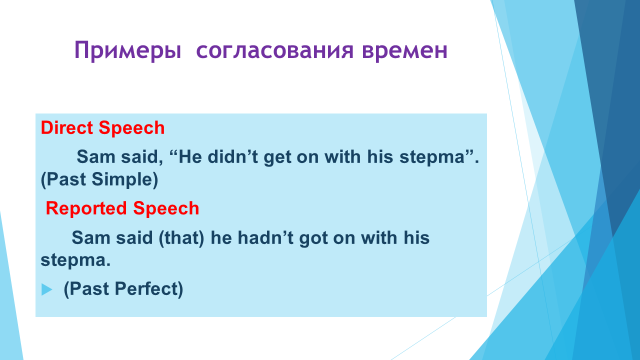 Примеры согласования времен
Direct Speech
Sam said, “He didn’t get on with his stepma”.
(Past Simple)
Reported Speech
Sam said (that) he hadn’t got on with his
stepma.
(Past Perfect)